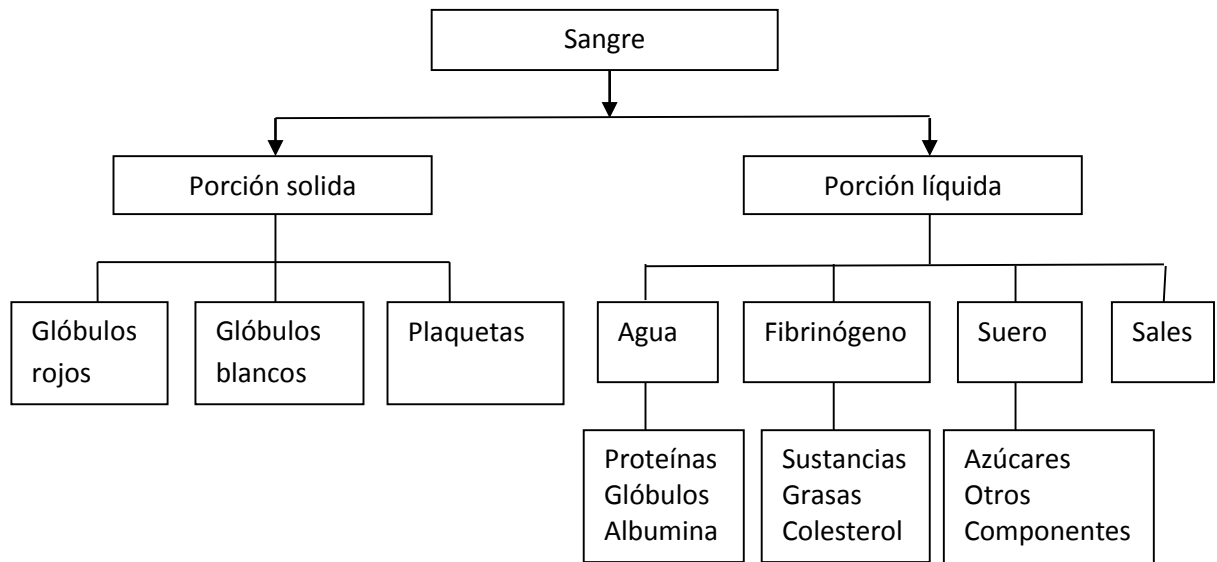 Sangre
Porción solida
Porción líquida
Glóbulos
rojos
Glóbulos
blancos
Plaquetas
Agua
Fibrinógeno
Suero
Sales
Proteínas
Glóbulos
Albumina
Sustancias
Grasas
Colesterol
Azúcares
Otros
Componentes